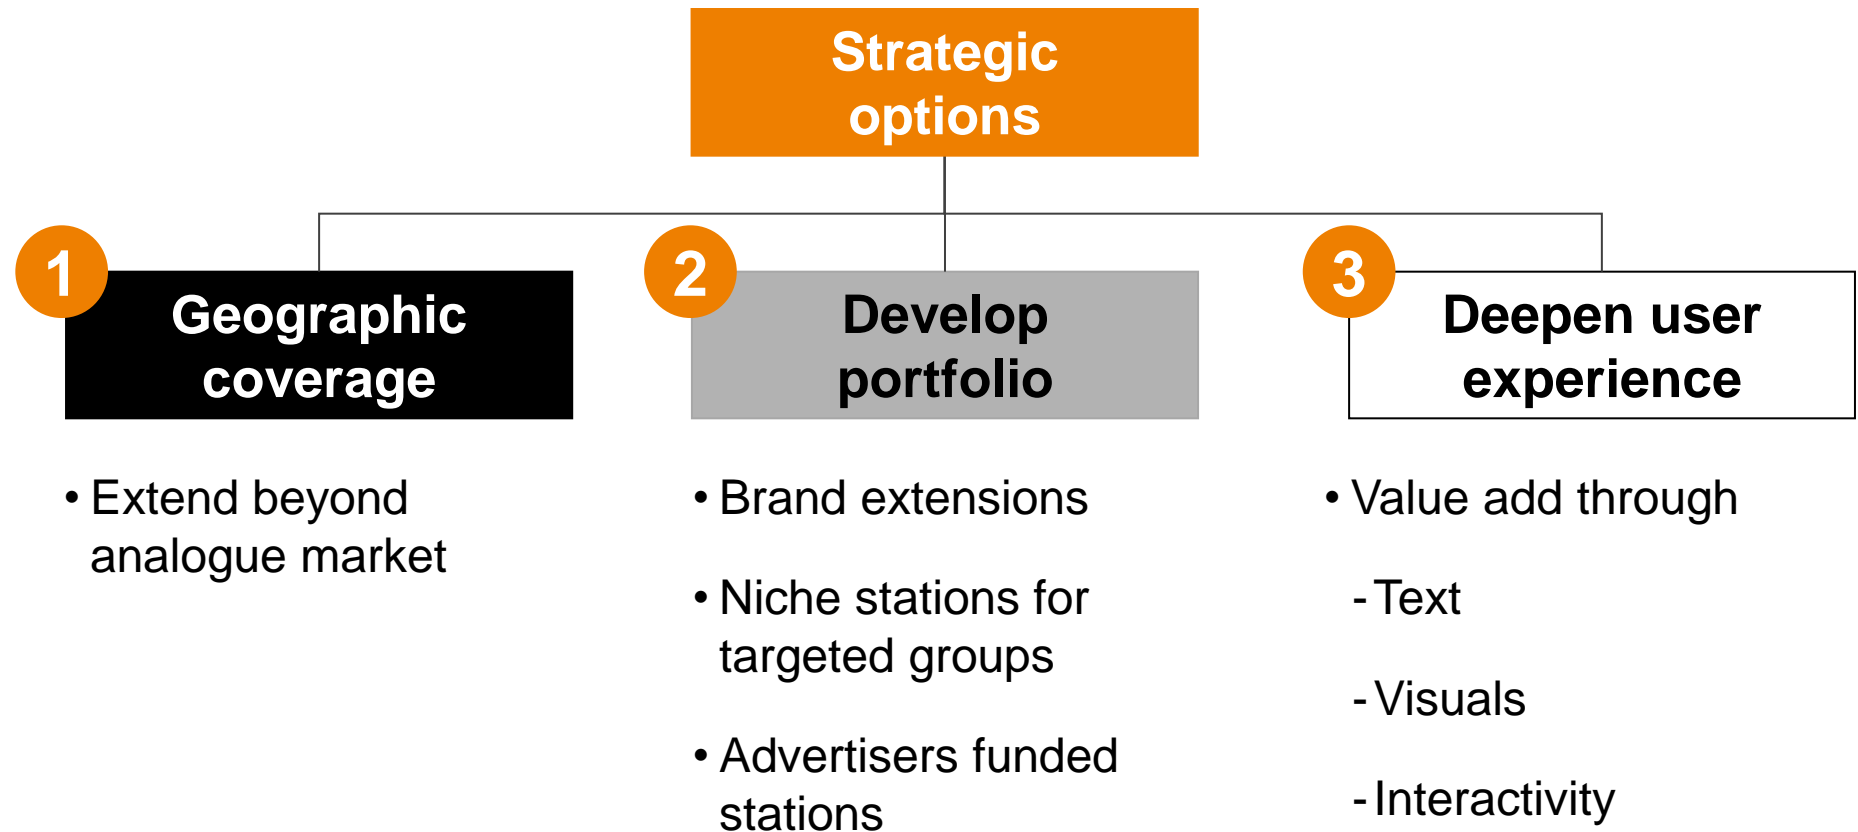 Strategic
options
1
Geographic
coverage
• Extend beyond
analogue market
2
Develop
portfolio
• Brand extensions
• Niche stations for
targeted groups
• Advertisers funded
stations
3
Deepen user
experience
• Value add through
- Text
- Visuals
- Interactivity